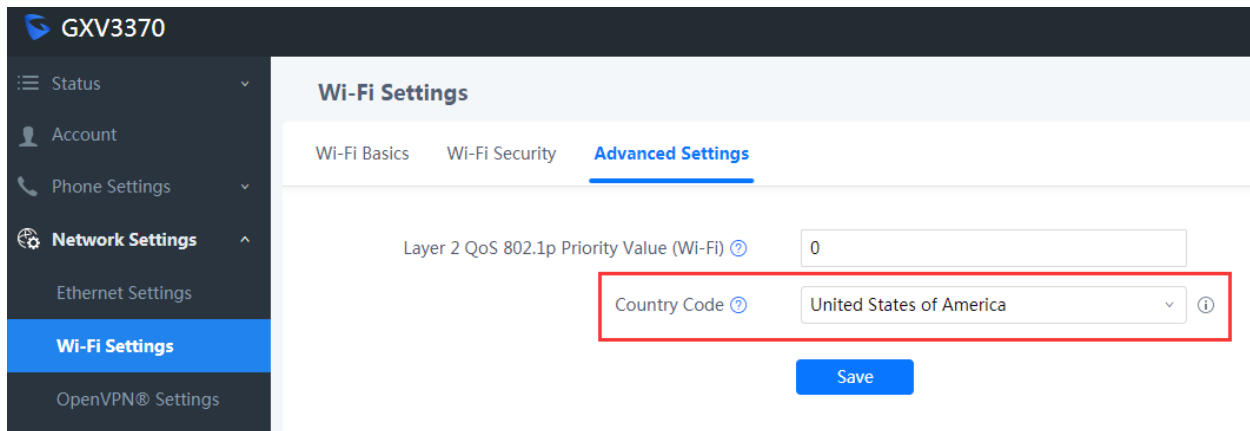 GXV3370
Status
Account
Phone Settings
Network Settings
Ethernet Settings
Wi-Fi Settings
OpenVPN® Settings
Wi-Fi Settings
Wi-Fi Basics Wi-Fi Security Advanced Settings
Layer 2 QoS 802.1p Priority Value (Wi-Fi) ? 0
Country Code ? United States of America i
Save